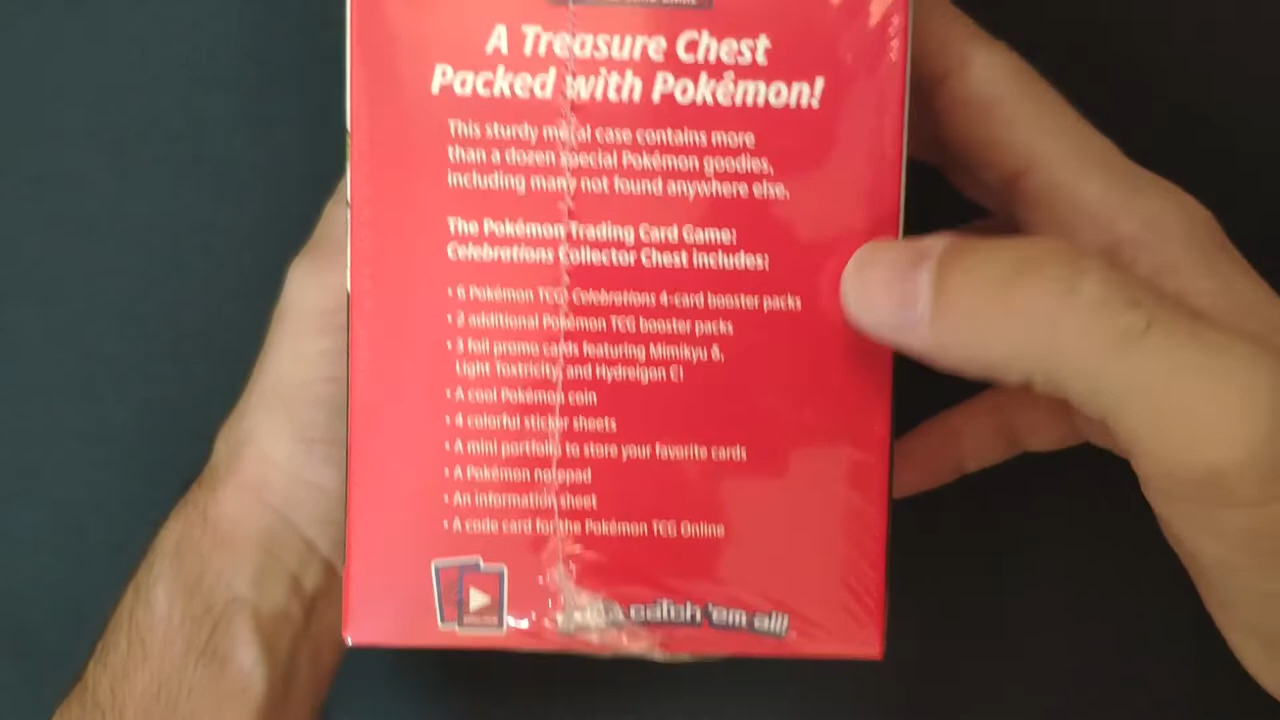 A Treasure Chest
Packed with Pokémon!
This sturdy metal case contains more
than a dozen special Pokémon goodies,
including many not found anywhere else.
The Pokémon Trading Card Game:
Celebrations Collector Chest includes:
• 6 Pokémon TCG: Celebrations 4-card booster packs
• 2 additional Pokémon TCG booster packs
• 3 foil promo cards featuring Mimikyu δ,
Light Toxtricity, and Hydreigon C!
• A cool Pokémon coin
• 4 colorful sticker sheets
• A mini portfolio to store your favorite cards
• A Pokémon notepad
• An information sheet
• A code card for the Pokémon TCG Online
catch 'em all!